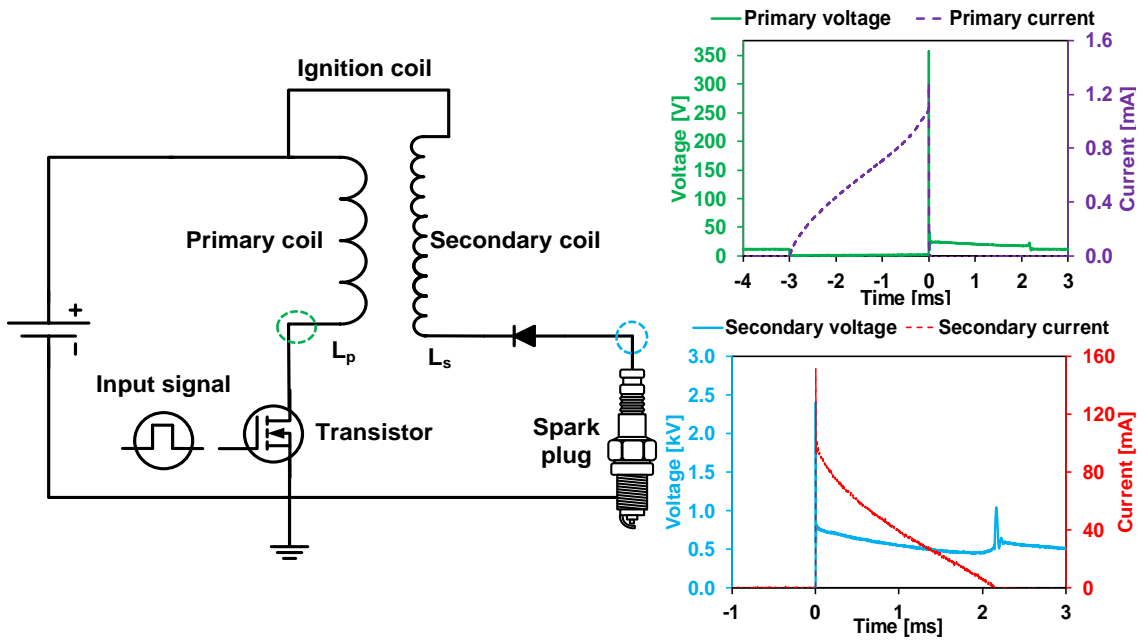 Ignition coil
Primary coil
Secondary coil
+
Lp
Ls
Input signal
Transistor
Spark
plug
Primary voltage
Primary current
Voltage [V]
350
300
250
200
150
100
50
0
Current [mA]
1.6
1.2
0.8
0.4
0.0
-4 -3 -2 -1 0 1 2 3
Time [ms]
Secondary voltage
Secondary current
Voltage [kV]
3.0
2.5
2.0
1.5
1.0
0.5
0.0
Current [mA]
160
120
80
40
0
-1 0 1 2 3
Time [ms]